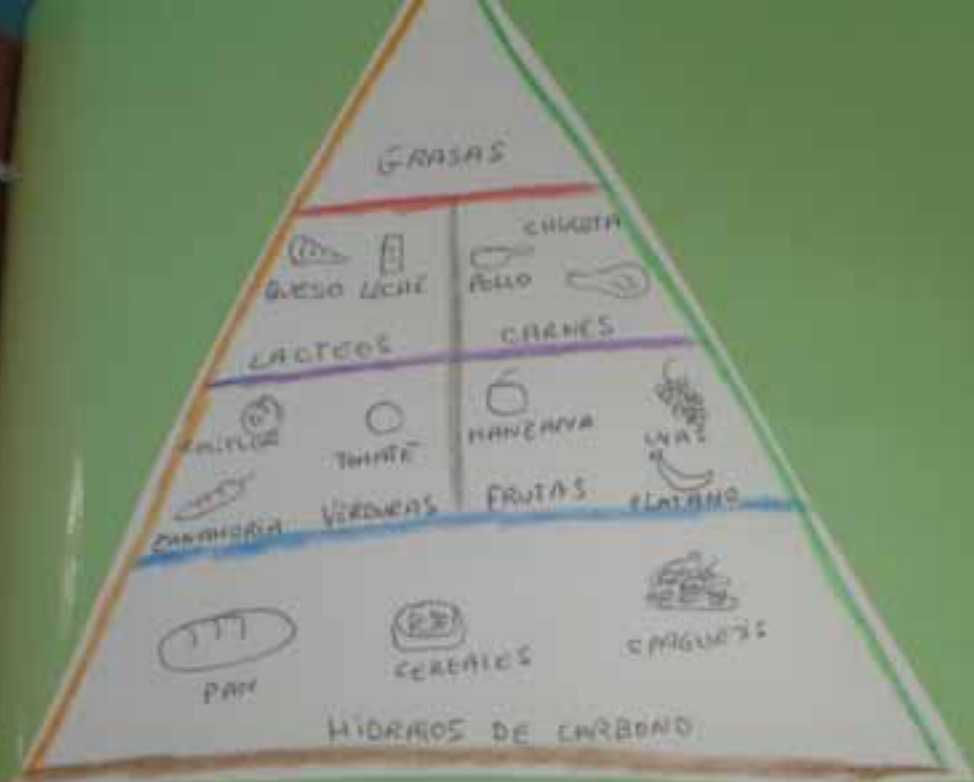 GRASAS
CHULETA
QUESO LECHE POLLO
LACTEOS CARNES
TOMATE MANZANA UVAS
ZANAHORIA VERDURAS FRUTAS PLATANO
PAN CEREALES ESPAGUETIS
HIDRATOS DE CARBONO